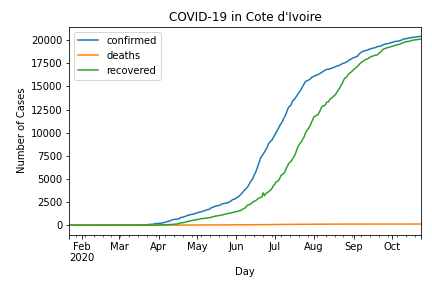 COVID-19 in Cote d'Ivoire
confirmed
deaths
recovered
Number of Cases
20000
17500
15000
12500
10000
7500
5000
2500
0
Feb Mar Apr May Jun Jul Aug Sep Oct
2020
Day